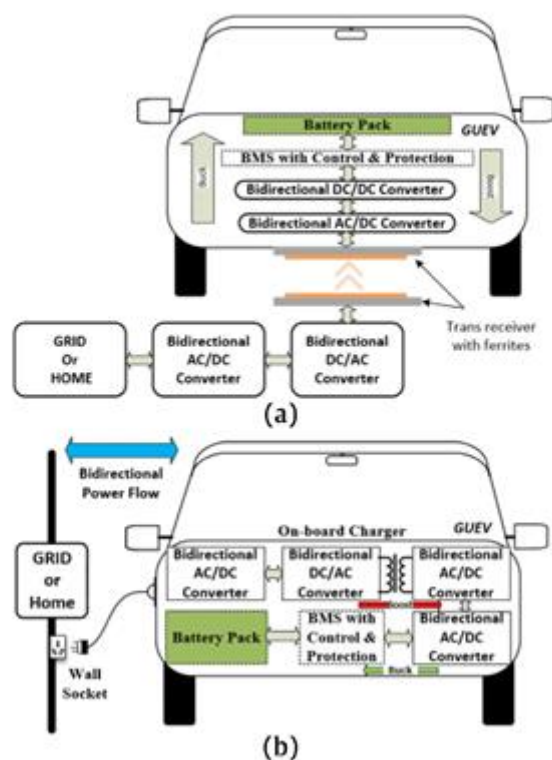 Battery Pack
GUEV
Buck
BMS with Control & Protection
Boost
Bidirectional DC/DC Converter
Bidirectional AC/DC Converter
Trans receiver
with ferrites
GRID
Or
HOME
Bidirectional
AC/DC
Converter
Bidirectional
DC/AC
Converter
(a)
Bidirectional
Power Flow
On-board Charger
GUEV
GRID
or
Home
Bidirectional
AC/DC
Converter
Bidirectional
DC/AC
Converter
Bidirectional
AC/DC
Converter
Boost
Battery Pack
BMS with
Control &
Protection
Bidirectional
AC/DC
Converter
Buck
Wall
Socket
(b)